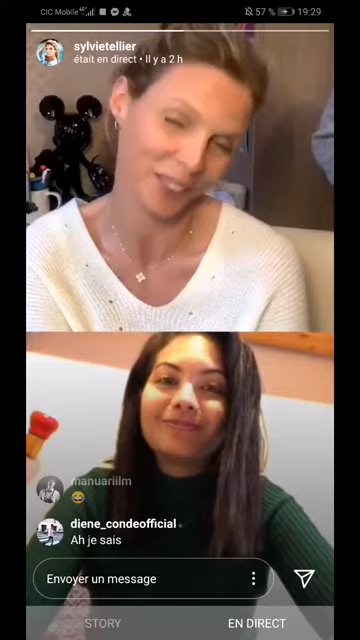 CIC Mobile 4G+ 57 % 19:29
sylvietellier
était en direct • Il y a 2 h
manuariilm
😂
diene_condeofficial
Ah je sais
Envoyer un message
STORY EN DIRECT